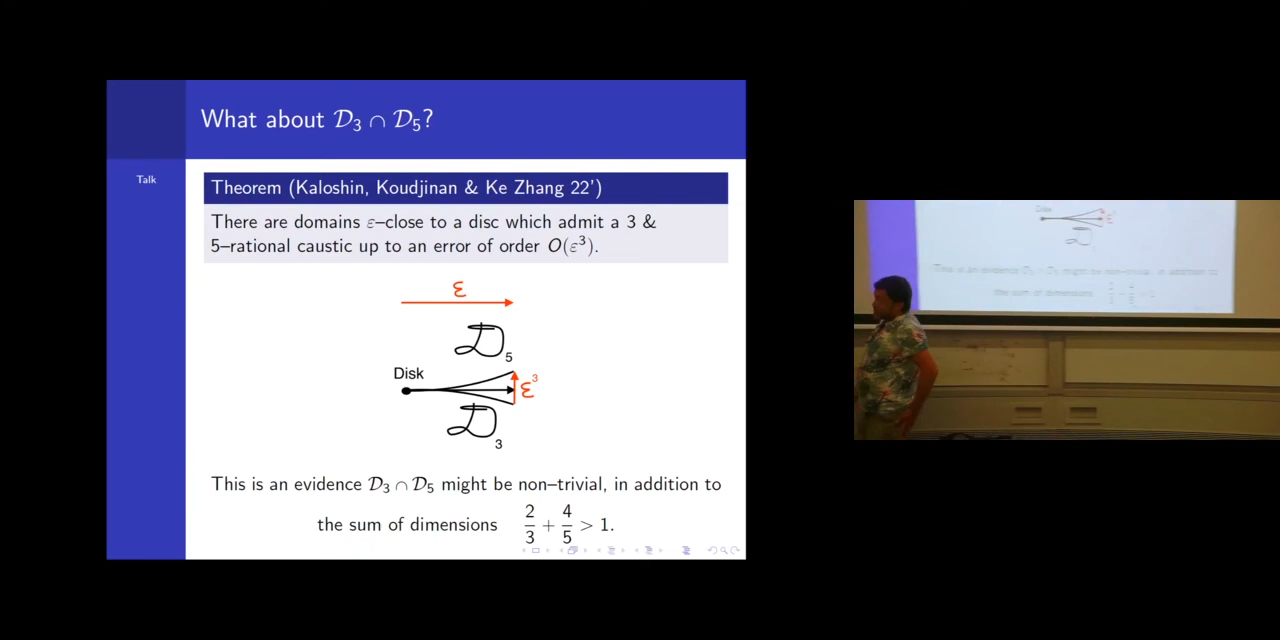 What about 𝒟₃ ∩ 𝒟₅?
Talk
Theorem (Kaloshin, Koudjinan & Ke Zhang 22')
There are domains ε–close to a disc which admit a 3 &
5–rational caustic up to an error of order O(ε³).
ε
𝒟₅
Disk
ε³
𝒟₃
This is an evidence 𝒟₃ ∩ 𝒟₅ might be non–trivial, in addition to
the sum of dimensions 2/3 + 4/5 > 1.